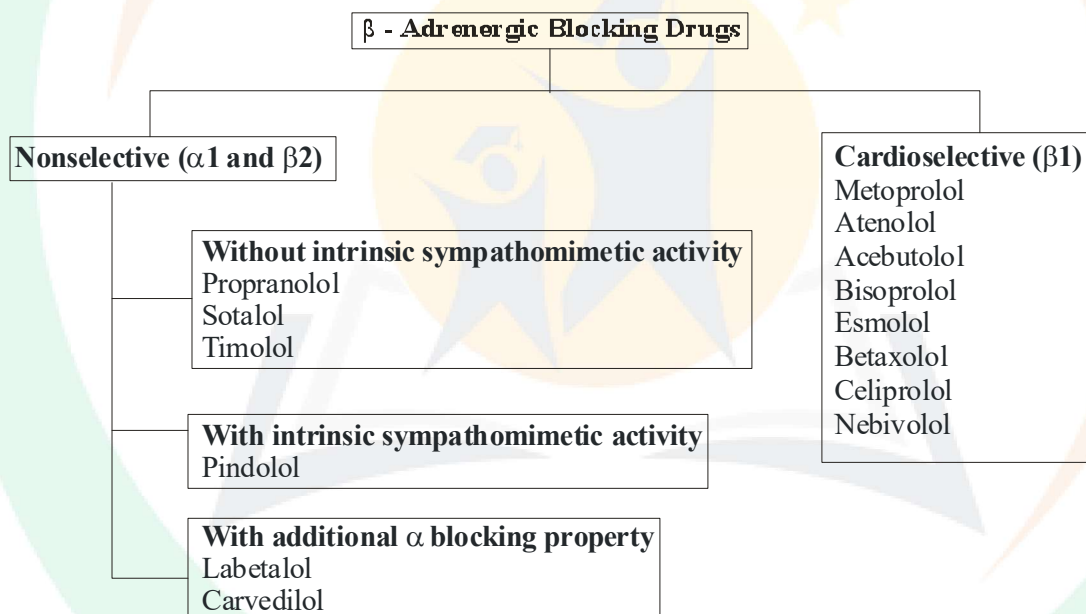 β - Adrenergic Blocking Drugs
Nonselective (α1 and β2)
Without intrinsic sympathomimetic activity
Propranolol
Sotalol
Timolol
With intrinsic sympathomimetic activity
Pindolol
With additional α blocking property
Labetalol
Carvedilol
Cardioselective (β1)
Metoprolol
Atenolol
Acebutolol
Bisoprolol
Esmolol
Betaxolol
Celiprolol
Nebivolol